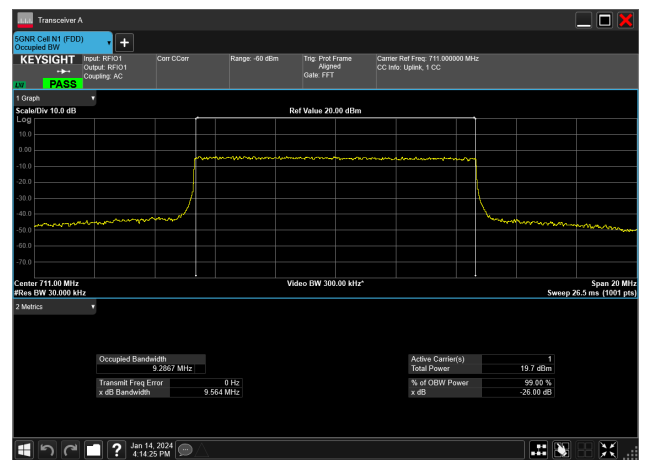 Transceiver A
5GNR Cell N1 (FDD)
Occupied BW
KEYSIGHT
LXI
PASS
Input: RFIO1
Output: RFIO1
Coupling: AC
Corr CCorr
Range: -60 dBm
Trig: Prot Frame
Aligned
Gate: FFT
Carrier Ref Freq: 711.000000 MHz
CC Info: Uplink, 1 CC
1 Graph
Scale/Div 10.0 dB
Ref Value 20.00 dBm
Log
10.0
0.00
-10.0
-20.0
-30.0
-40.0
-50.0
-60.0
-70.0
Center 711.00 MHz
Video BW 300.00 kHz*
Span 20 MHz
#Res BW 30.000 kHz
Sweep 26.5 ms (1001 pts)
2 Metrics
Occupied Bandwidth
9.2867 MHz
Transmit Freq Error 0 Hz
x dB Bandwidth 9.564 MHz
Active Carrier(s) 1
Total Power 19.7 dBm
% of OBW Power 99.00 %
x dB -26.00 dB
Jan 14, 2024
4:14:25 PM